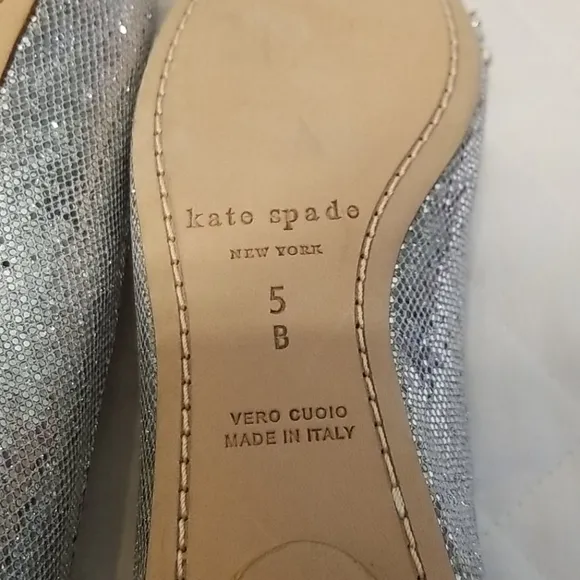 kate spade
NEW YORK
5
B
VERO CUOIO
MADE IN ITALY